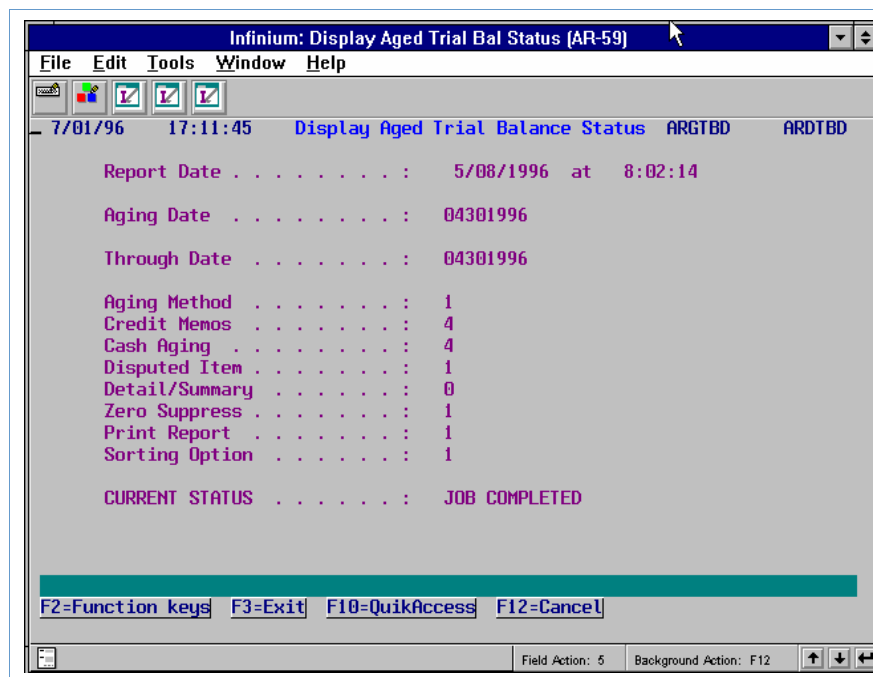 Infinium: Display Aged Trial Bal Status (AR-59)
File Edit Tools Window Help
7/01/96 17:11:45 Display Aged Trial Balance Status ARGTBD ARDTBD
Report Date . . . . . . . . : 5/08/1996 at 8:02:14
Aging Date . . . . . . . . : 04301996
Through Date . . . . . . . : 04301996
Aging Method . . . . . . . : 1
Credit Memos . . . . . . . : 4
Cash Aging . . . . . . . . : 4
Disputed Item . . . . . . . : 1
Detail/Summary . . . . . . : 0
Zero Suppress . . . . . . . : 1
Print Report . . . . . . . : 1
Sorting Option . . . . . . : 1
CURRENT STATUS . . . . . . : JOB COMPLETED
F2=Function keys F3=Exit F10=QuikAccess F12=Cancel
Field Action: 5 Background Action: F12